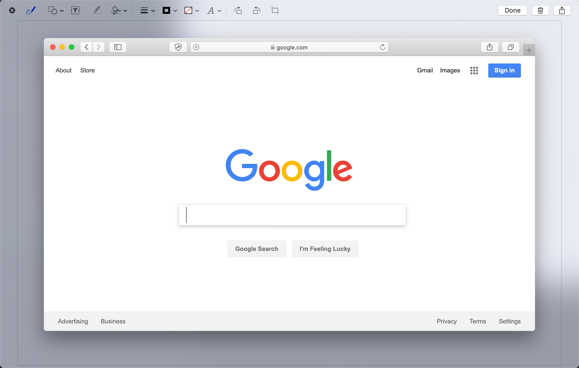 Done
google.com
About Store Gmail Images Sign in
Google
Google Search I'm Feeling Lucky
Advertising Business Privacy Terms Settings